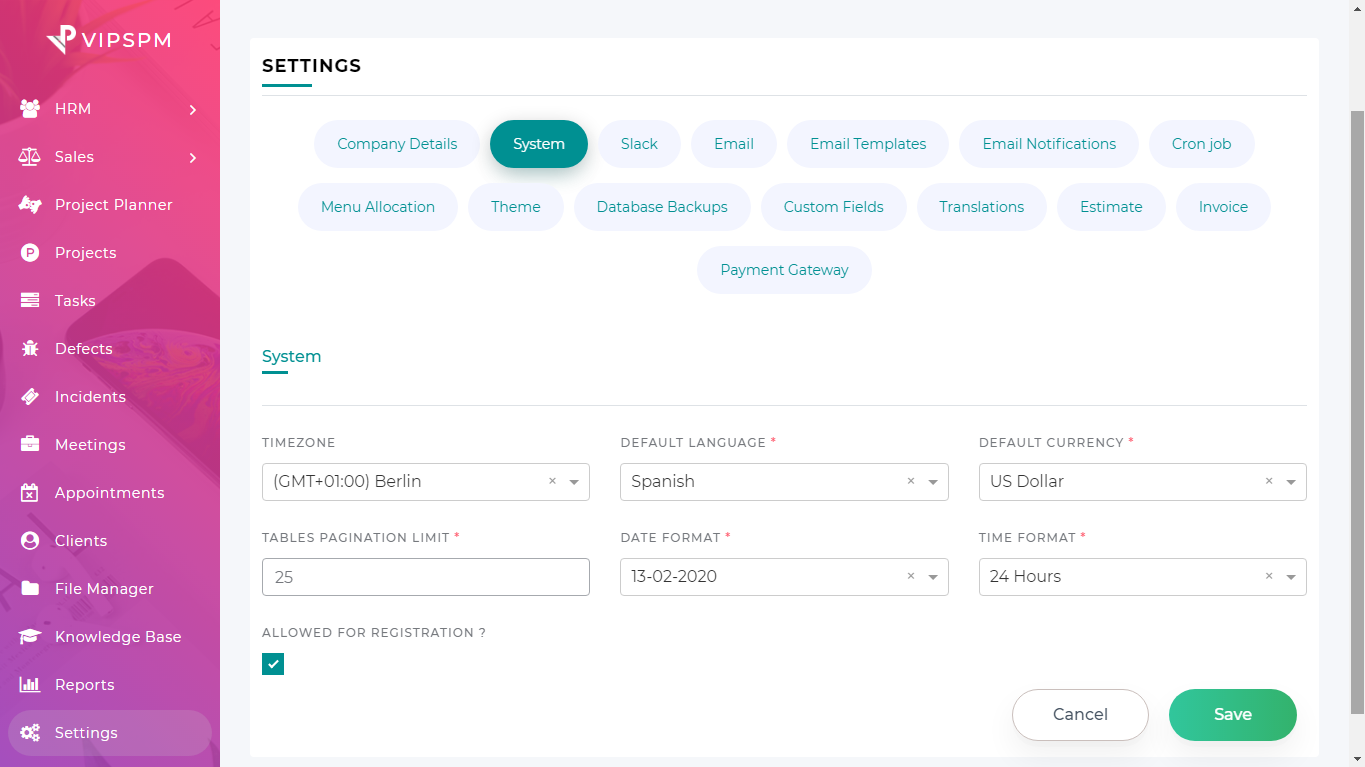 VIPSPM
HRM
Sales
Project Planner
Projects
Tasks
Defects
Incidents
Meetings
Appointments
Clients
File Manager
Knowledge Base
Reports
Settings
SETTINGS
Company Details System Slack Email Email Templates Email Notifications Cron job
Menu Allocation Theme Database Backups Custom Fields Translations Estimate Invoice
Payment Gateway
System
TIMEZONE DEFAULT LANGUAGE * DEFAULT CURRENCY *
(GMT+01:00) Berlin × Spanish × US Dollar ×
TABLES PAGINATION LIMIT * DATE FORMAT * TIME FORMAT *
25 13-02-2020 × 24 Hours ×
ALLOWED FOR REGISTRATION ?
Cancel Save